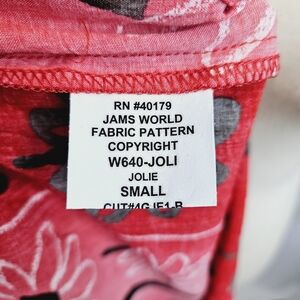 RN #40179
JAMS WORLD
FABRIC PATTERN
COPYRIGHT
W640-JOLI
JOLIE
SMALL